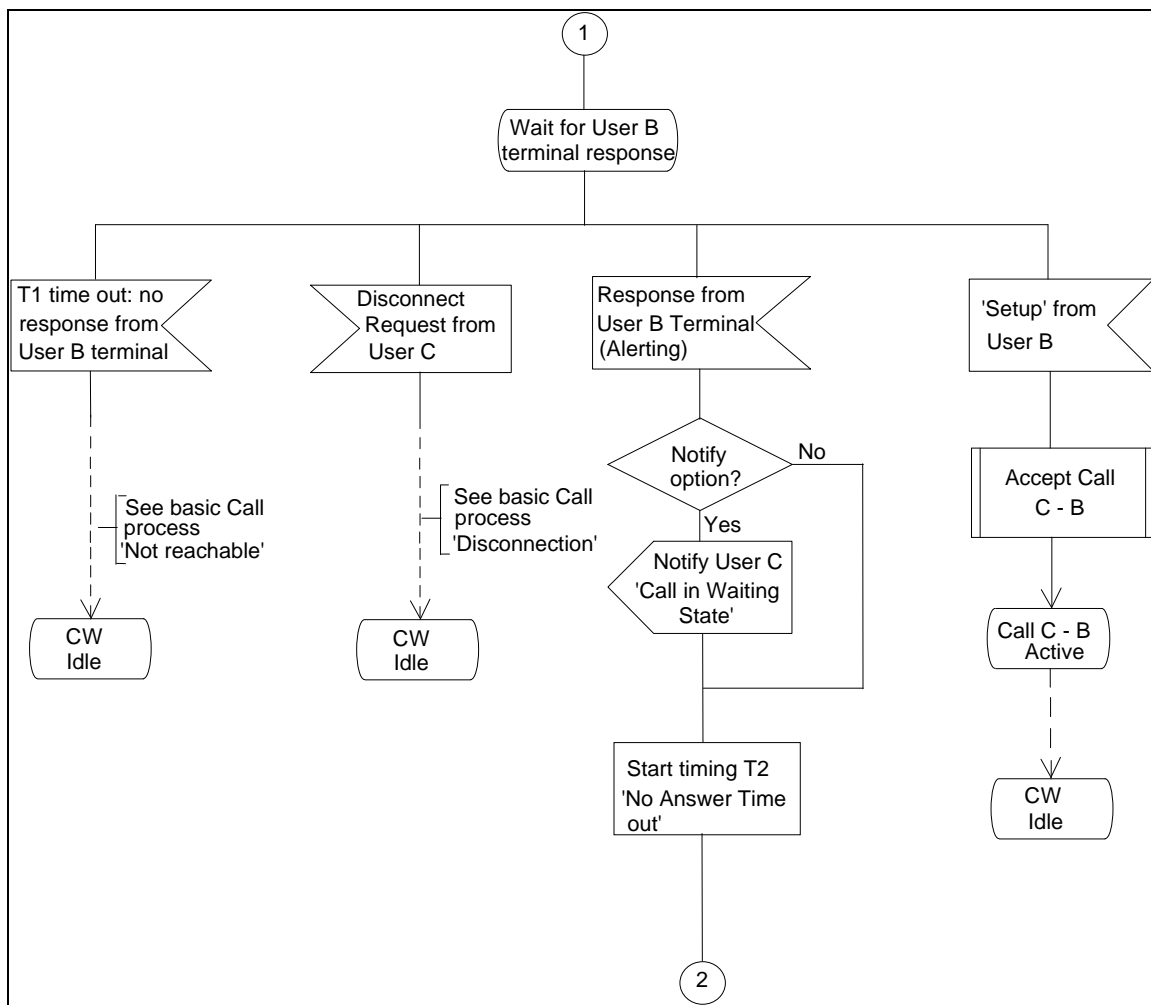 1
Wait for User B
terminal response
T1 time out: no
response from
User B terminal
Disconnect
Request from
User C
Response from
User B Terminal
(Alerting)
'Setup' from
User B
Notify
option?
No
Yes
Accept Call
C - B
See basic Call
process
'Not reachable'
See basic Call
process
'Disconnection'
Notify User C
'Call in Waiting
State'
CW
Idle
CW
Idle
Call C - B
Active
Start timing T2
'No Answer Time
out'
CW
Idle
2